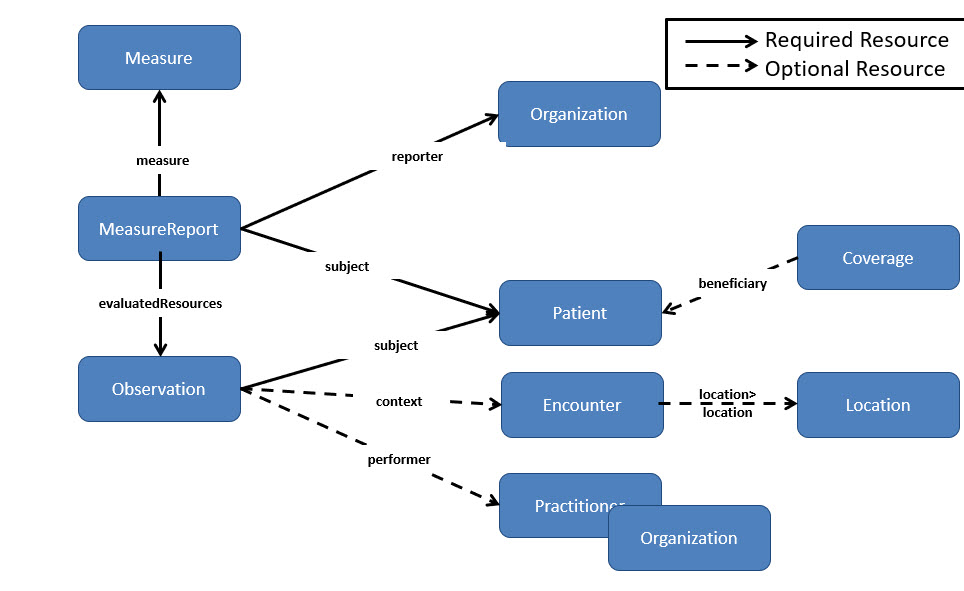 Required Resource
Optional Resource
Measure
Organization
measure
reporter
MeasureReport
subject
Coverage
beneficiary
evaluatedResources
Patient
subject
Observation
context
Encounter
location>
location
Location
performer
Practitioner
Organization